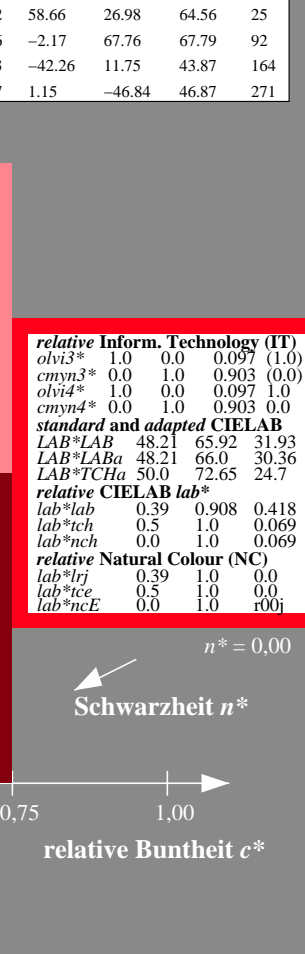 58.66 26.98 64.56 25
−2.17 67.76 67.79 92
−42.26 11.75 43.87 164
1.15 −46.84 46.87 271
relative Inform. Technology (IT)
olvi3* 1.0 0.0 0.097 (1.0)
cmyn3* 0.0 1.0 0.903 (0.0)
olvi4* 1.0 0.0 0.097 1.0
cmyn4* 0.0 1.0 0.903 0.0
standard and adapted CIELAB
LAB*LAB 48.21 65.92 31.93
LAB*LABa 48.21 66.0 30.36
LAB*TCHa 50.0 72.65 24.7
relative CIELAB lab*
lab*lab 0.39 0.908 0.418
lab*tch 0.5 1.0 0.069
lab*nch 0.0 1.0 0.069
relative Natural Colour (NC)
lab*lrj 0.39 1.0 0.0
lab*tce 0.5 1.0 0.0
lab*ncE 0.0 1.0 r00j
n* = 0,00
Schwarzheit n*
0,75 1,00
relative Buntheit c*